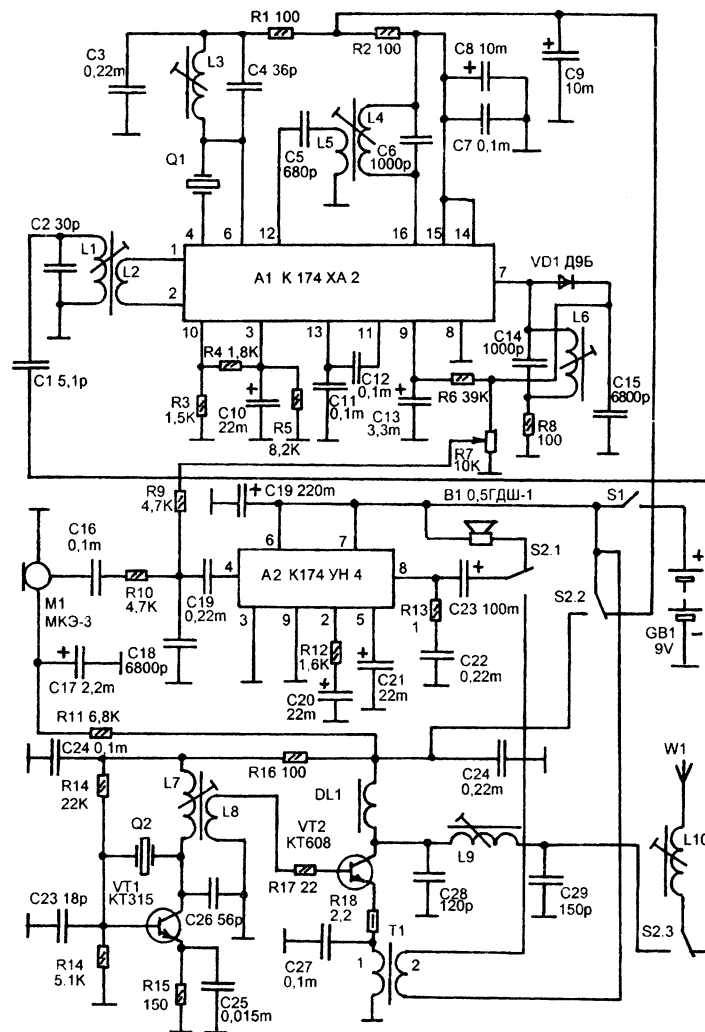 R1 100
R2 100
C3
0,22m
L3
C4 36p
C8 10m
+
+
C9
10m
L4
L5
C5
680p
C6
1000p
C7 0,1m
Q1
C2 30p
L1
L2
4
6
12
16
15
14
1
2
A1 К 174 ХА 2
7
VD1 Д9Б
10
3
13
11
9
8
L6
C14
1000p
R4 1,8K
C12
0,1m
C1 5,1p
R3
1,5K
+
C10
22m
R5
8,2K
C11
0,1m
+
C13
3,3m
R6 39K
R8
100
C15
6800p
R7
10K
R9
4,7K
+ C19 220m
B1 0,5ГДШ-1
S1
C16
0,1m
6
7
S2.1
4
A2 К174 УН 4
8
+
+
M1
МКЭ-3
R10
4,7K
C19
0,22m
3
9
2
5
R13
1
C23 100m
S2.2
GB1
9V
−
C18
6800p
R12
1,6K
+
C17 2,2m
+
C20
22m
+
C21
22m
C22
0,22m
R11 6,8K
C24 0,1m
R16 100
C24
0,22m
W1
R14
22K
L7
L8
DL1
Q2
VT2
КТ608
L9
L10
VT1
КТ315
R17 22
C23 18p
C26 56p
R18
2,2
C28
120p
C29
150p
T1
S2.3
R14
5.1K
R15
150
C25
0,015m
C27
0,1m
1
2